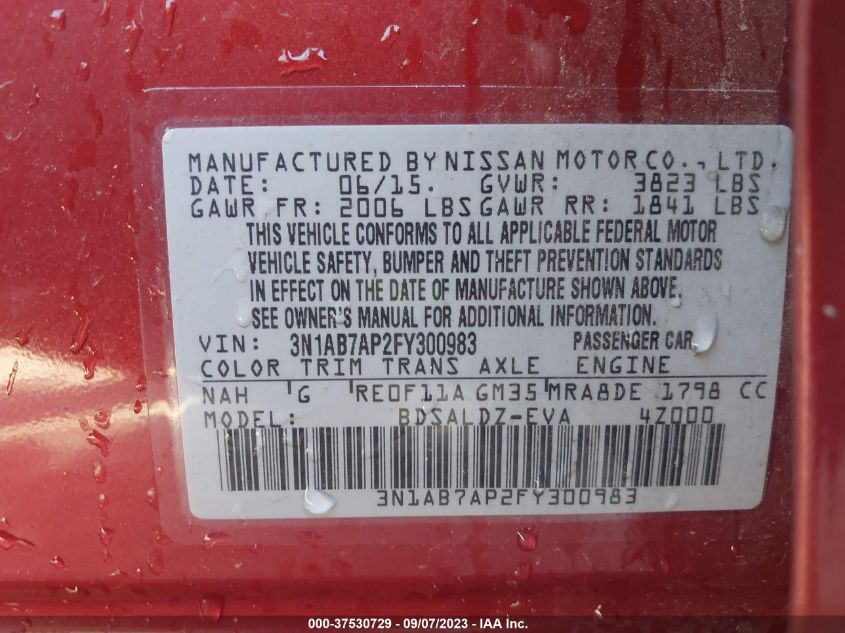 MANUFACTURED BY NISSAN MOTOR CO., LTD.
DATE: 06/15. GVWR: 3823 LBS
GAWR FR: 2006 LBS GAWR RR: 1841 LBS
THIS VEHICLE CONFORMS TO ALL APPLICABLE FEDERAL MOTOR
VEHICLE SAFETY, BUMPER AND THEFT PREVENTION STANDARDS
IN EFFECT ON THE DATE OF MANUFACTURE SHOWN ABOVE.
SEE OWNER'S MANUAL FOR ADDITIONAL INFORMATION.
VIN: 3N1AB7AP2FY300983 PASSENGER CAR
COLOR TRIM TRANS AXLE ENGINE
NAH G RE0F11A GM35 MRA8DE 1798 CC
MODEL: BDSALDZ-EVA 4Z000
3N1AB7AP2FY300983
000-37530729 - 09/07/2023 - IAAI.com